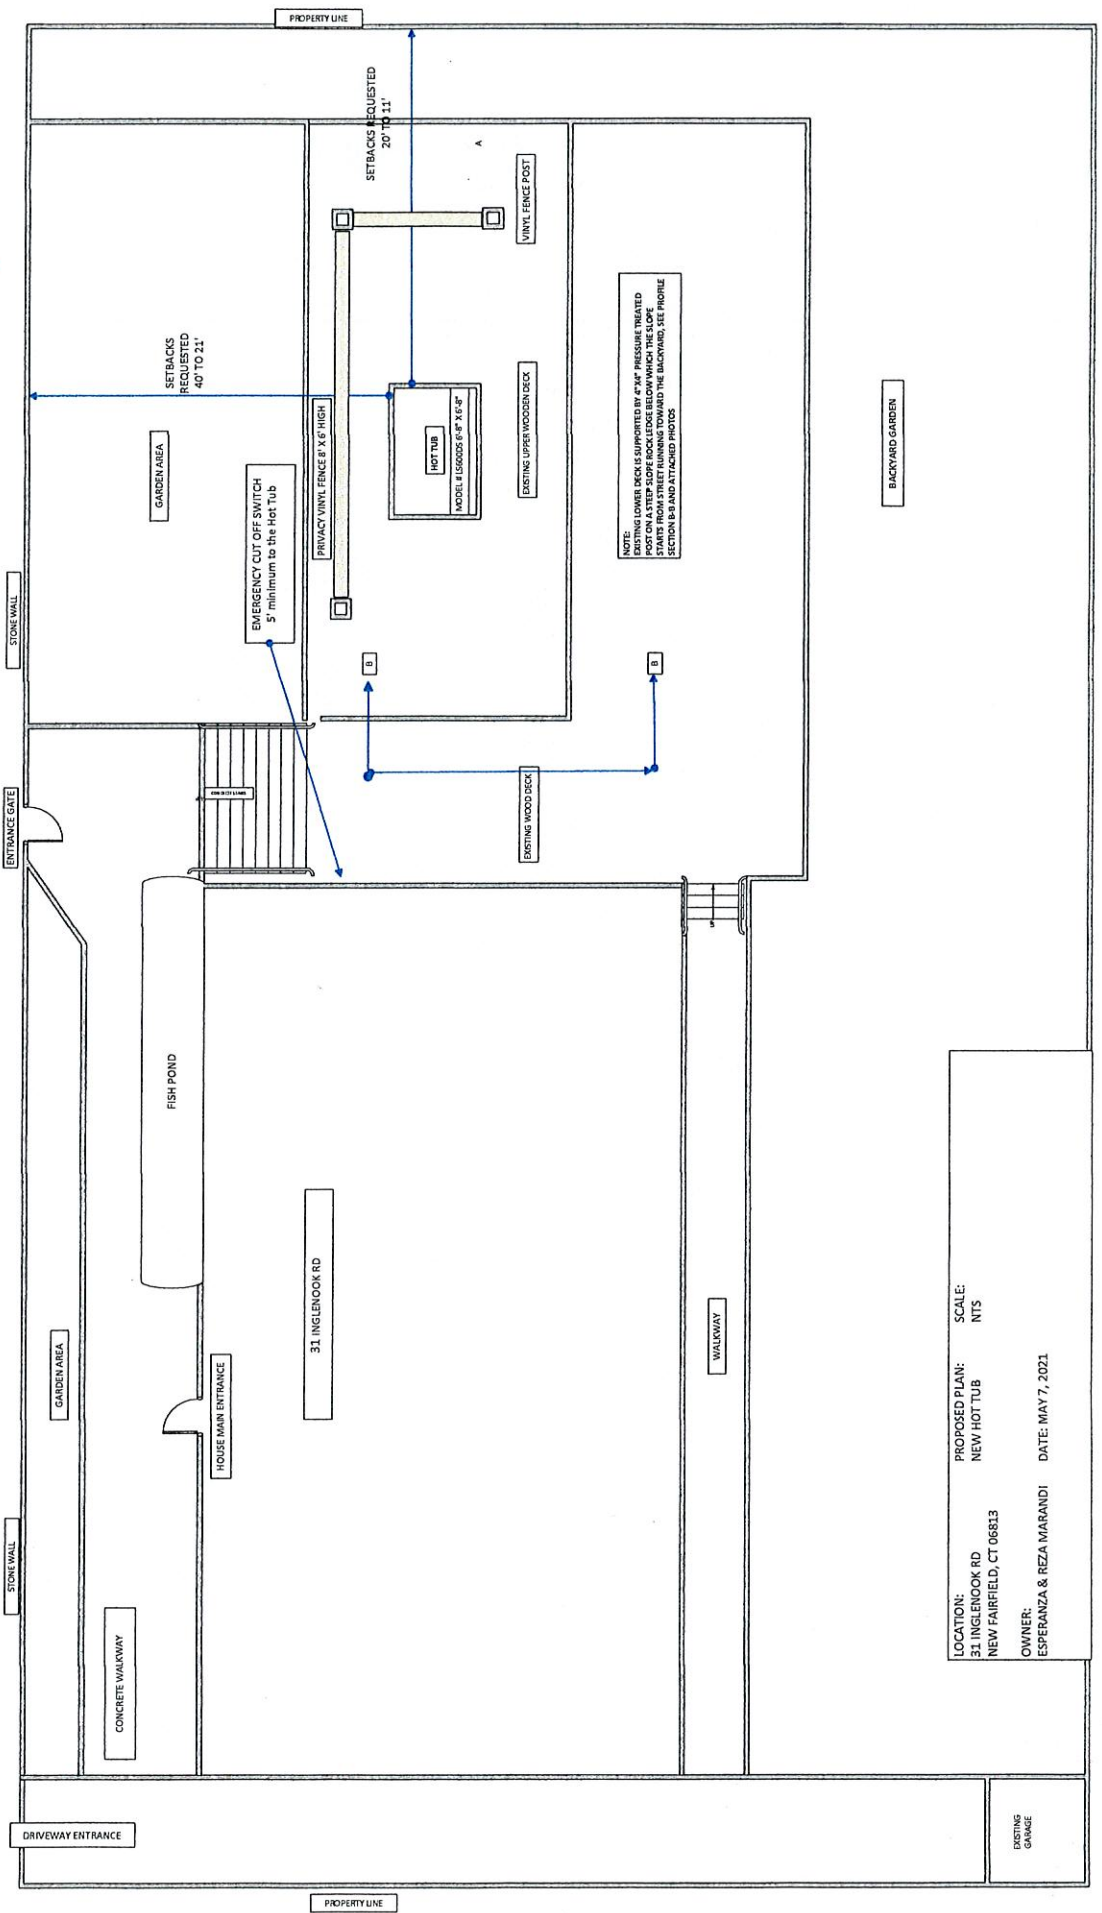 PROPERTY LINE
SETBACKS REQUESTED
20' TO 11'
A
VINYL FENCE POST
SETBACKS
REQUESTED
40' TO 21'
GARDEN AREA
PRIVACY VINYL FENCE 8' X 6' HIGH
HOT TUB
MODEL # LS600DS 6'-8" X 6'-8"
EXISTING UPPER WOODEN DECK
NOTE:
EXISTING LOWER DECK IS SUPPORTED BY 4"X4" PRESSURE TREATED
POST ON A STEEP SLOPE ROCK LEDGE BELOW WHICH THE SLOPE
STARTS FROM STREET RUNNING TOWARD THE BACKYARD, SEE PROFILE
SECTION B-B AND ATTACHED PHOTOS
BACKYARD GARDEN
EMERGENCY CUT OFF SWITCH
5' minimum to the Hot Tub
STONE WALL
B
B
ENTRANCE GATE
EXISTING WOOD DECK
UP
FISH POND
31 INGLENOOK RD
GARDEN AREA
HOUSE MAIN ENTRANCE
WALKWAY
STONE WALL
CONCRETE WALKWAY
LOCATION:
31 INGLENOOK RD
NEW FAIRFIELD, CT 06813
OWNER:
ESPERANZA & REZA MARANDI
PROPOSED PLAN:
NEW HOT TUB
DATE: MAY 7, 2021
SCALE:
NTS
DRIVEWAY ENTRANCE
EXISTING
GARAGE
PROPERTY LINE